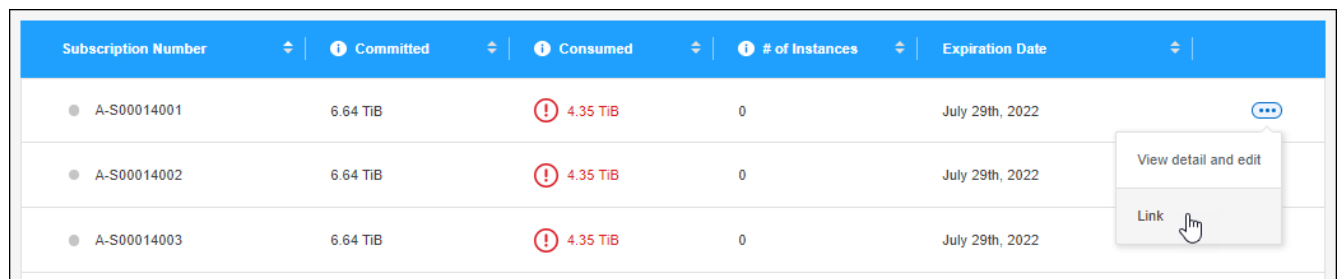 Subscription Number Committed Consumed # of Instances Expiration Date
A-S00014001 6.64 TiB 4.35 TiB 0 July 29th, 2022
View detail and edit
A-S00014002 6.64 TiB 4.35 TiB 0 July 29th, 2022
Link
A-S00014003 6.64 TiB 4.35 TiB 0 July 29th, 2022